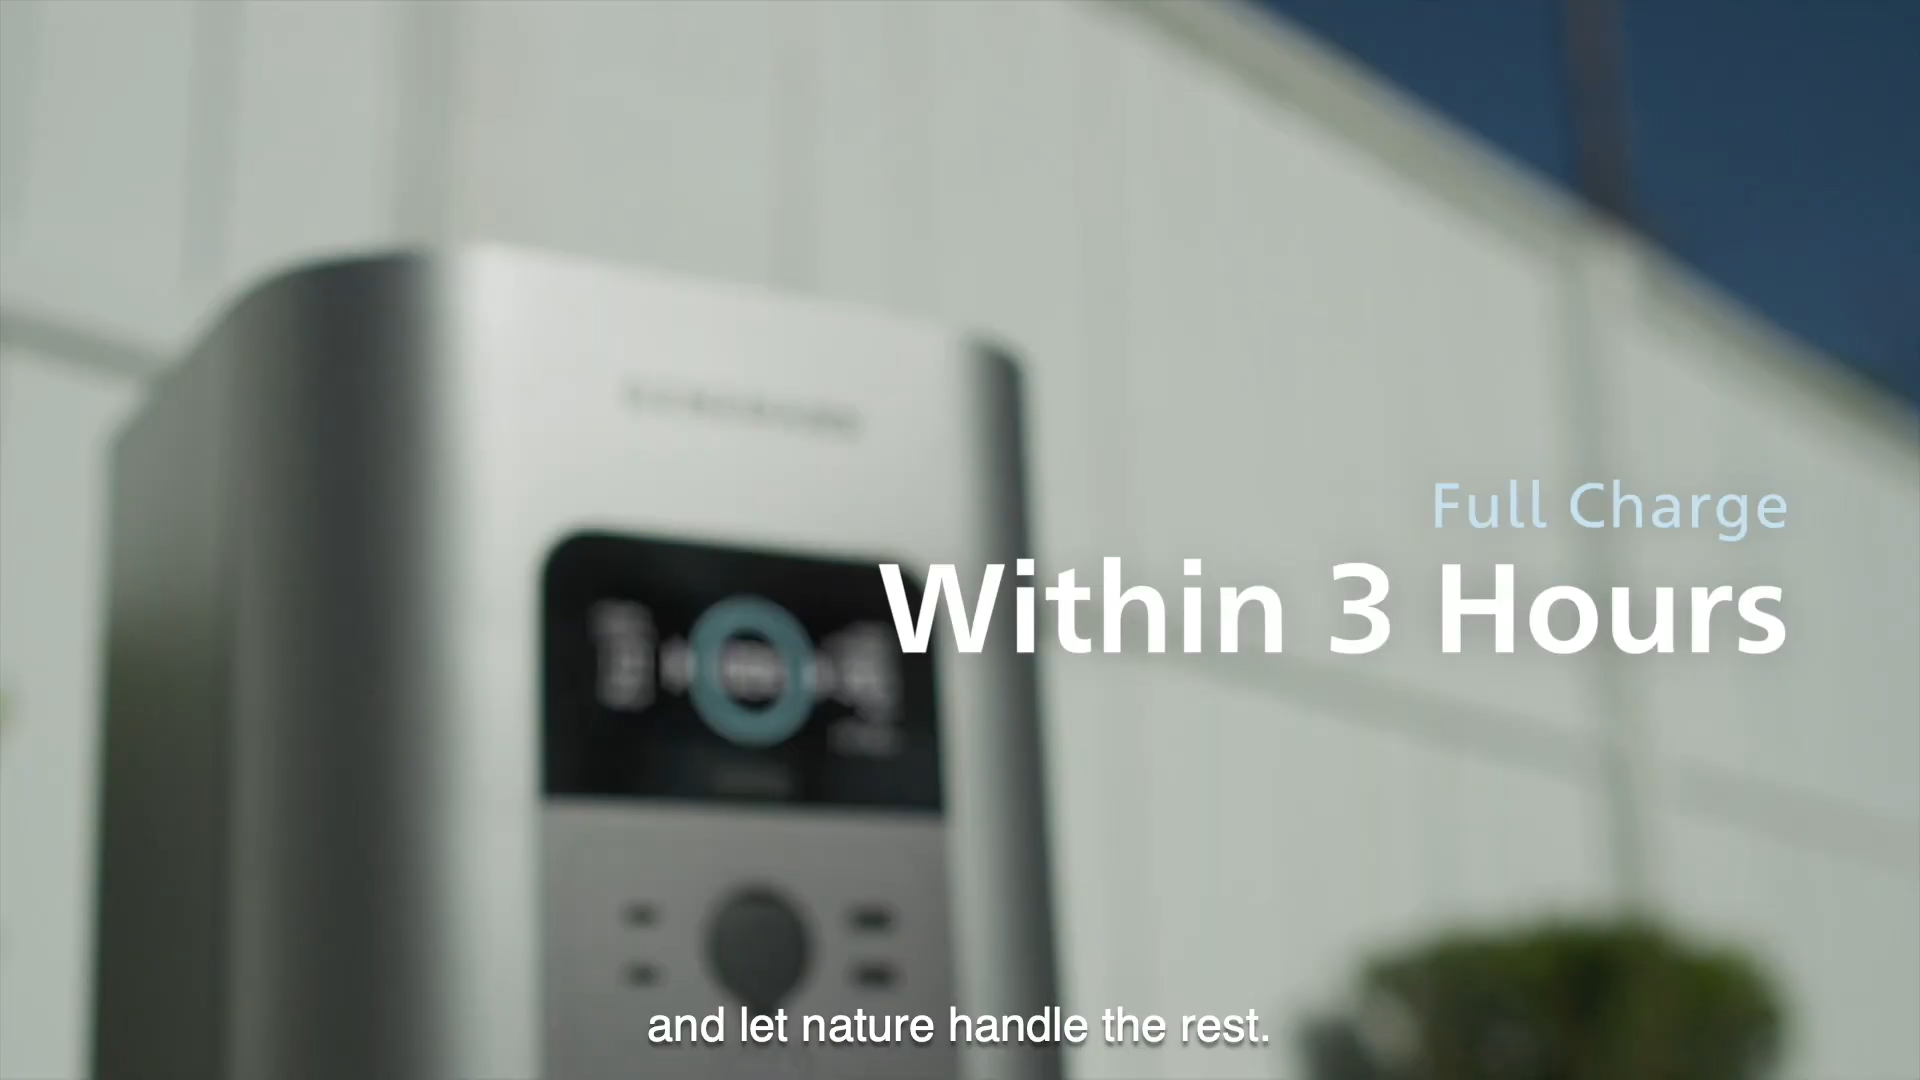 Full Charge
Within 3 Hours
and let nature handle the rest.